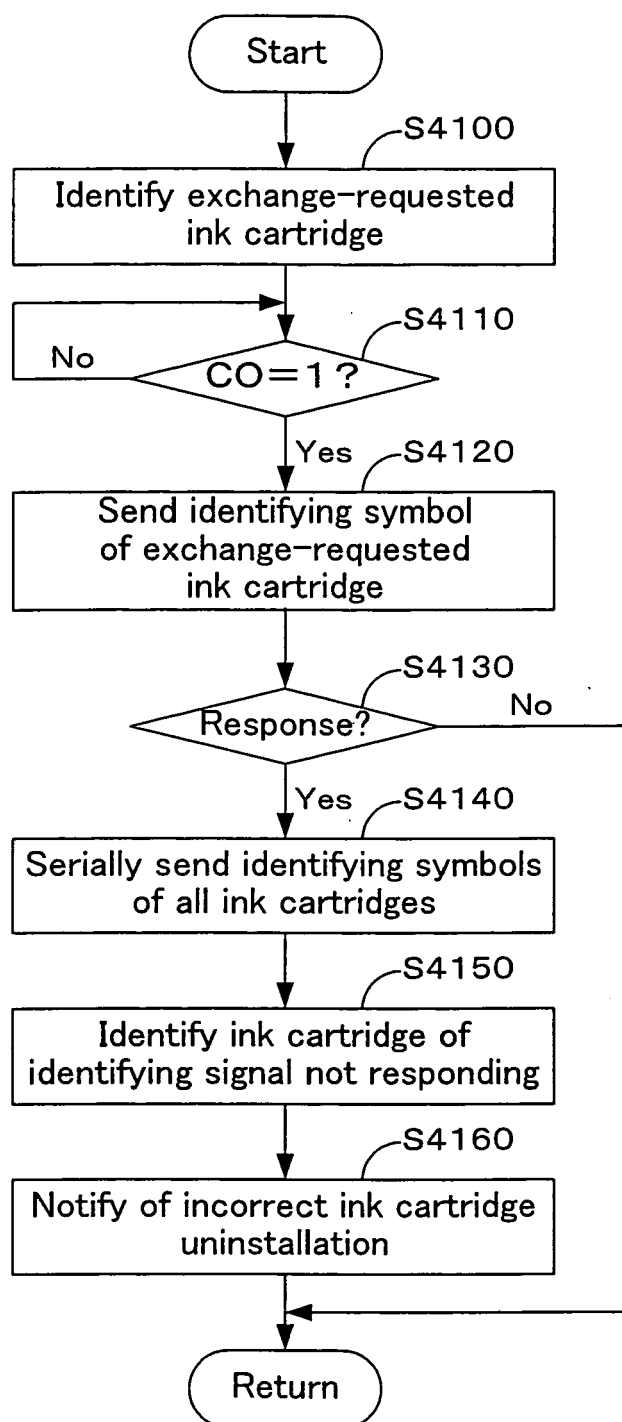 Start
S4100
Identify exchange-requested
ink cartridge
S4110
No
CO=1?
Yes
S4120
Send identifying symbol
of exchange-requested
ink cartridge
S4130
Response?
No
Yes
S4140
Serially send identifying symbols
of all ink cartridges
S4150
Identify ink cartridge of
identifying signal not responding
S4160
Notify of incorrect ink cartridge
uninstallation
Return